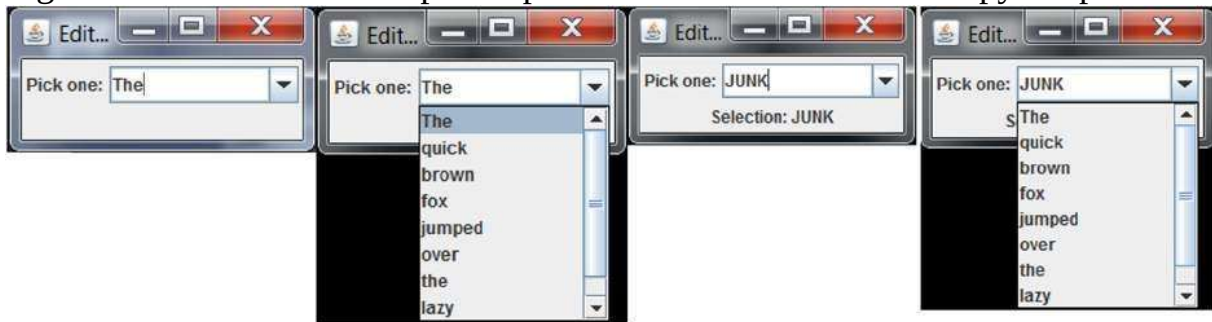 Edit...
Pick one: The
Edit...
Pick one: The
The
quick
brown
fox
jumped
over
the
lazy
Edit...
Pick one: JUNK
Selection: JUNK
Edit...
Pick one: JUNK
S
The
quick
brown
fox
jumped
over
the
lazy